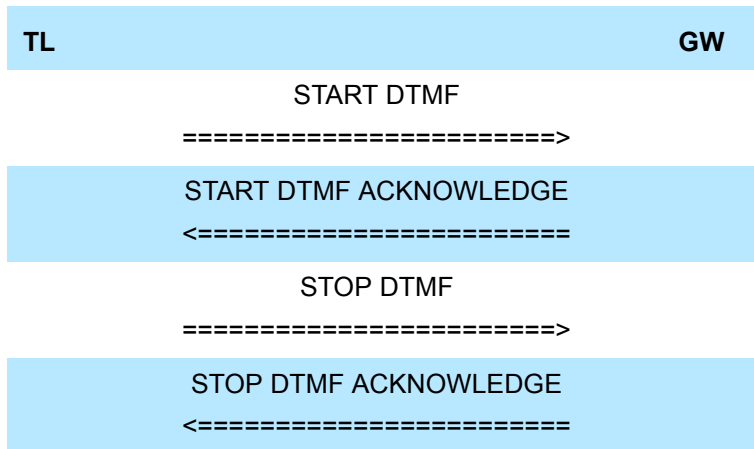 TL GW
START DTMF
========================>
START DTMF ACKNOWLEDGE
<========================
STOP DTMF
========================>
STOP DTMF ACKNOWLEDGE
<========================